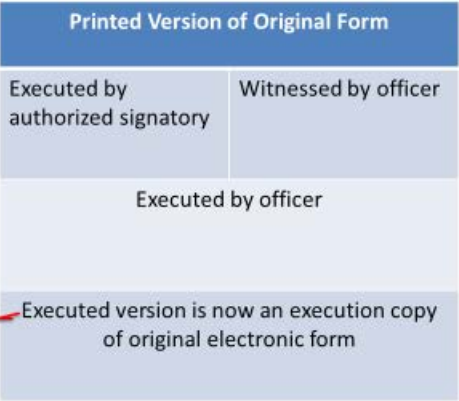 Printed Version of Original Form
Executed by
authorized signatory
Witnessed by officer
Executed by officer
Executed version is now an execution copy
of original electronic form